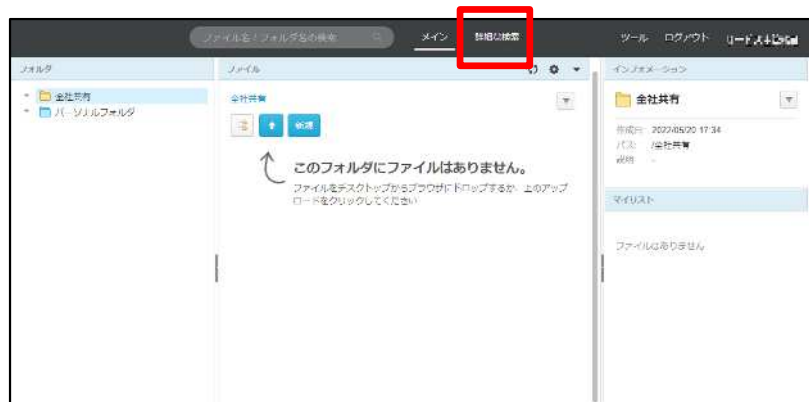 ファイル名 / フォルダ名の検索 メイン 詳細な検索 ツール ログアウト
フォルダ ファイル インフォメーション
全社共有
パーソナルフォルダ
全社共有
新規
このフォルダにファイルはありません。
ファイルをデスクトップからブラウザにドロップするか、上のアップ
ロードをクリックしてください
全社共有
作成日: 2022/05/20 17:34
パス: /全社共有
説明: -
マイリスト
ファイルはありません